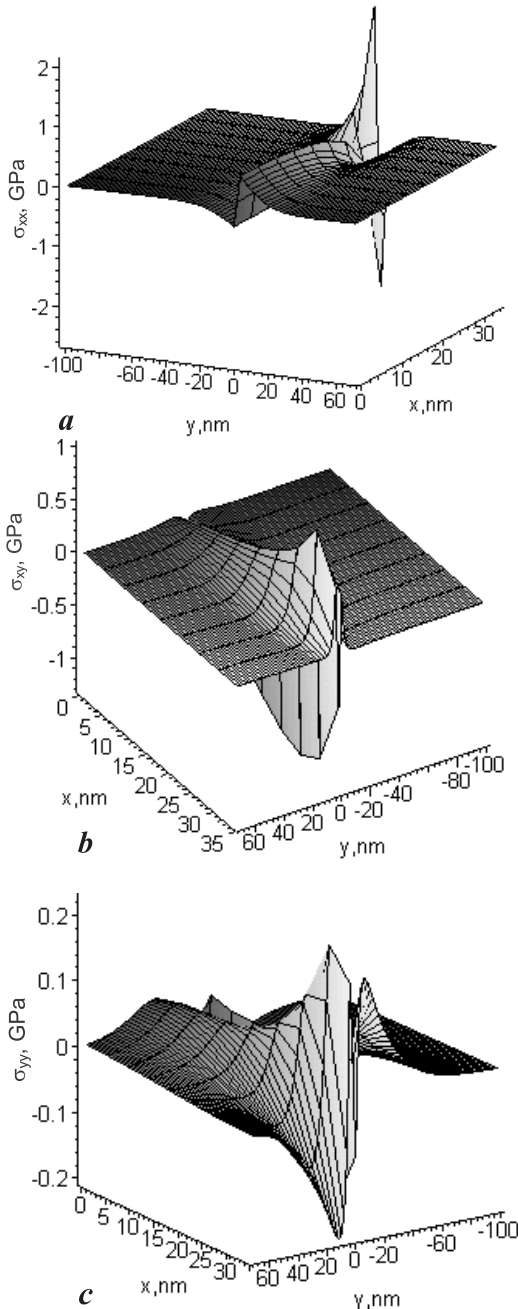 2
1
0
-1
-2
σxx, GPa
-100 -60 -40 -20 0 20 40 60
y,nm
0 10 20 30
x,nm
a
1
0.5
0
-0.5
-1
σxy, GPa
0 5 10 15 20 25 30 35
x,nm
60 40 20 0 -20 -40 -80 -100
y,nm
b
0.2
0.1
0
-0.1
-0.2
σyy, GPa
0 5 10 15 20 25 30
x,nm
60 40 20 0 -20 -60 -100
y,nm
c